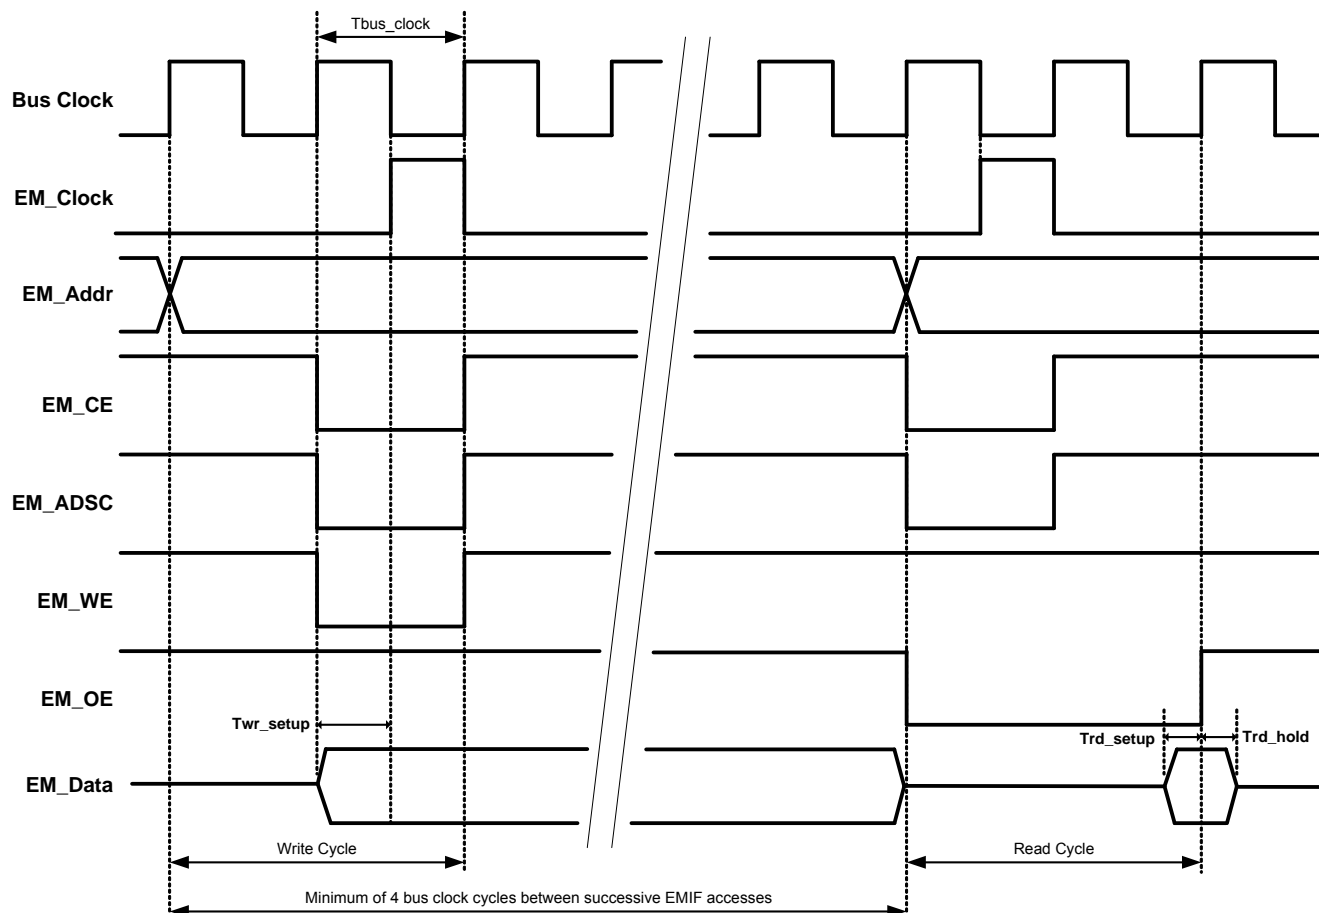 Tbus_clock
Bus Clock
EM_Clock
EM_Addr
EM_CE
EM_ADSC
EM_WE
EM_OE
Twr_setup
Trd_setup
Trd_hold
EM_Data
Write Cycle
Read Cycle
Minimum of 4 bus clock cycles between successive EMIF accesses